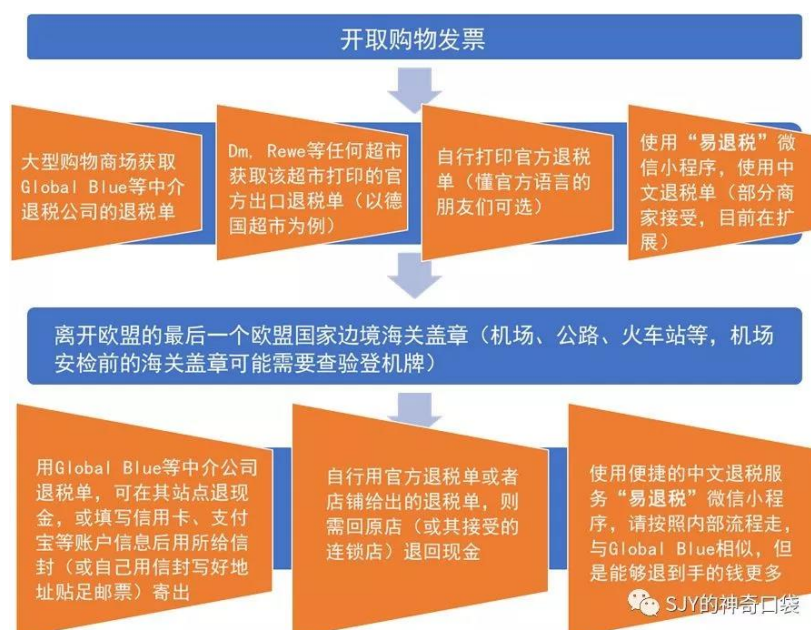 开取购物发票
大型购物商场获取
Global Blue等中介
退税公司的退税单
Dm, Rewe等任何超市
获取该超市打印的官
方出口退税单（以德
国超市为例）
自行打印官方退税
单（懂官方语言的
朋友们可选）
使用“易退税”微
信小程序，使用中
文退税单（部分商
家接受，目前在扩
展）
离开欧盟的最后一个欧盟国家边境海关盖章（机场、公路、火车站等，机场
安检前的海关盖章可能需要查验登机牌）
用Global Blue等中介公司
退税单，可在其站点退现
金，或填写信用卡、支付
宝等账户信息后用所给信
封（或自己用信封写好地
址贴足邮票）寄出
自行用官方退税单或者
店铺给出的退税单，则
需回原店（或其接受的
连锁店）退回现金
使用便捷的中文退税服
务“易退税”微信小程
序，请按照内部流程走，
与Global Blue相似，但
是能够退到手的钱更多
SJY的神奇口袋